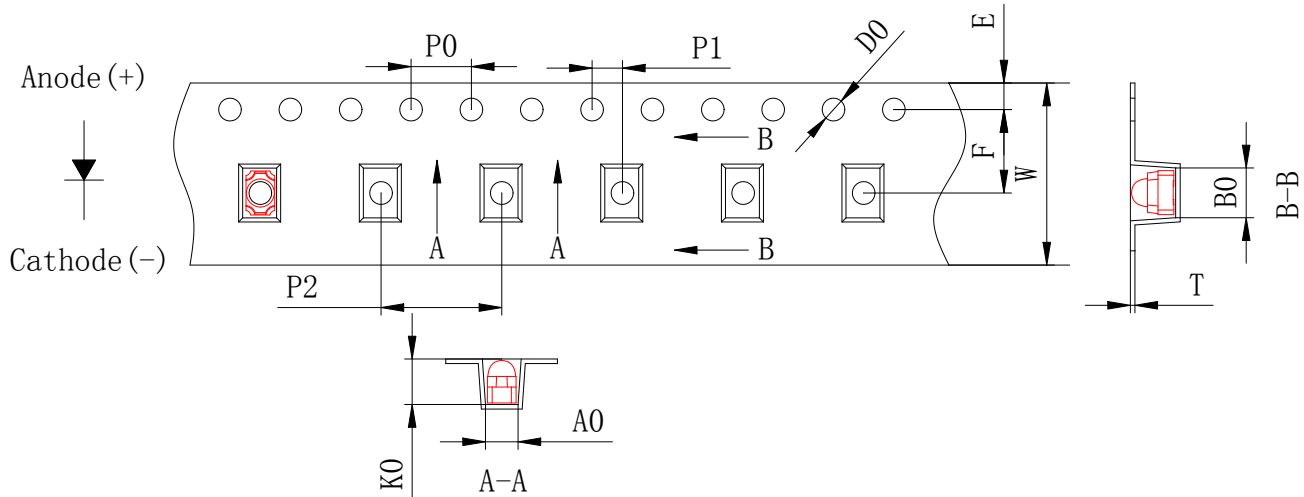 E
P0
P1
D0
Anode(+)
B
F
W
B0
B-B
A
A
B
Cathode(-)
P2
T
K0
A0
A-A